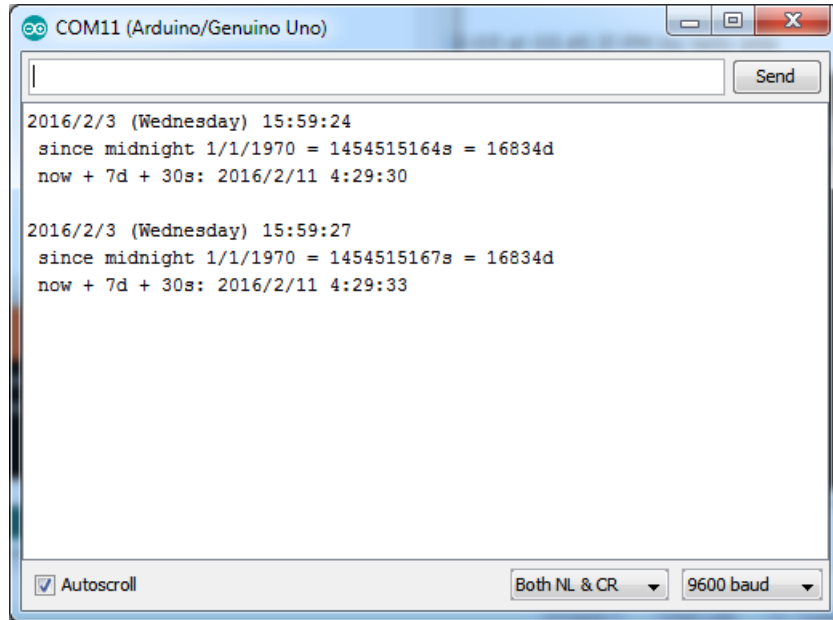 COM11 (Arduino/Genuino Uno)
Send
2016/2/3 (Wednesday) 15:59:24
since midnight 1/1/1970 = 1454515164s = 16834d
now + 7d + 30s: 2016/2/11 4:29:30
2016/2/3 (Wednesday) 15:59:27
since midnight 1/1/1970 = 1454515167s = 16834d
now + 7d + 30s: 2016/2/11 4:29:33
Autoscroll
Both NL & CR
9600 baud